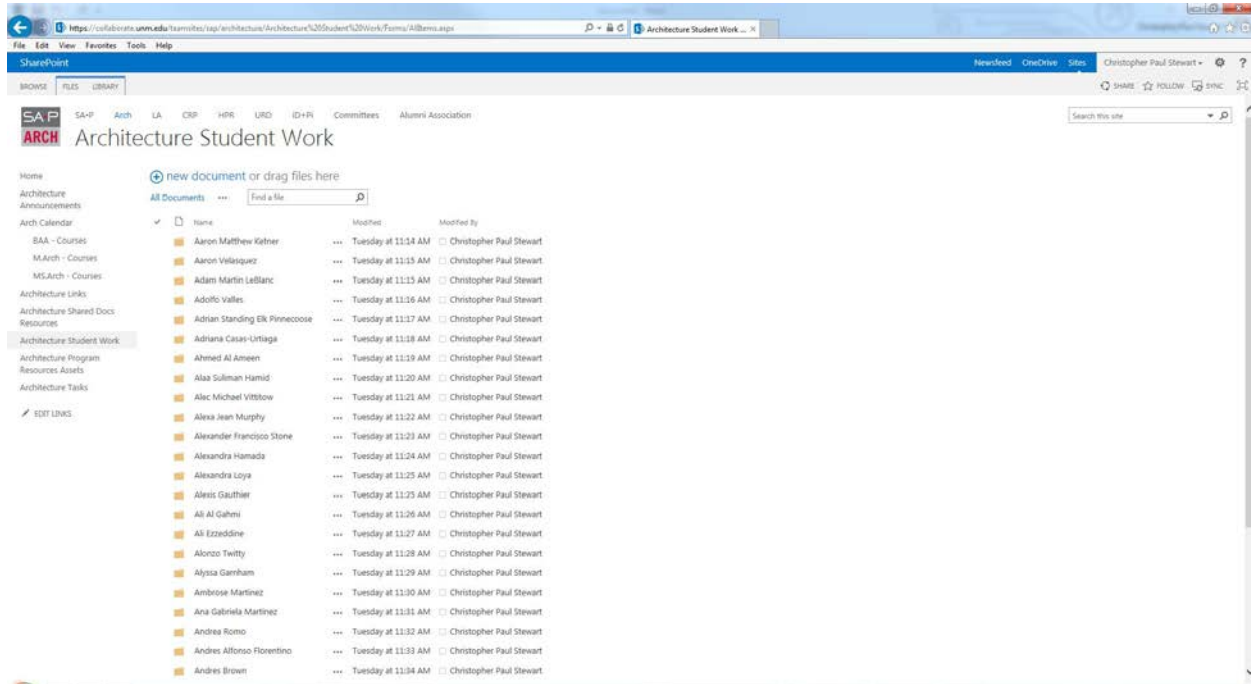 https://collaborate.unm.edu/teamsites/sap/architecture/Architecture%20Student%20Work/Forms/AllItems.aspx
Architecture Student Work ...
File Edit View Favorites Tools Help
SharePoint Newsfeed OneDrive Sites Christopher Paul Stewart ?
BROWSE FILES LIBRARY SHARE FOLLOW SYNC
SA+P Arch LA CRP HPR URD ID+Pi Committees Alumni Association Search this site
SAP
ARCH
Architecture Student Work
Home
Architecture
Announcements
Arch Calendar
BAA - Courses
M.Arch - Courses
MS.Arch - Courses
Architecture Links
Architecture Shared Docs
Resources
Architecture Student Work
Architecture Program
Resources Assets
Architecture Tasks
EDIT LINKS
new document or drag files here
All Documents ... Find a file
Name Modified Modified By
Aaron Matthew Ketner ... Tuesday at 11:14 AM Christopher Paul Stewart
Aaron Velasquez ... Tuesday at 11:15 AM Christopher Paul Stewart
Adam Martin LeBlanc ... Tuesday at 11:15 AM Christopher Paul Stewart
Adolfo Valles ... Tuesday at 11:16 AM Christopher Paul Stewart
Adrian Standing Elk Pinnecoose ... Tuesday at 11:17 AM Christopher Paul Stewart
Adriana Casas-Urtiaga ... Tuesday at 11:18 AM Christopher Paul Stewart
Ahmed Al Ameen ... Tuesday at 11:19 AM Christopher Paul Stewart
Alaa Suliman Hamid ... Tuesday at 11:20 AM Christopher Paul Stewart
Alec Michael Vittitow ... Tuesday at 11:21 AM Christopher Paul Stewart
Alexa Jean Murphy ... Tuesday at 11:22 AM Christopher Paul Stewart
Alexander Francisco Stone ... Tuesday at 11:23 AM Christopher Paul Stewart
Alexandra Hamada ... Tuesday at 11:24 AM Christopher Paul Stewart
Alexandra Loya ... Tuesday at 11:25 AM Christopher Paul Stewart
Alexis Gauthier ... Tuesday at 11:25 AM Christopher Paul Stewart
Ali Al Gahmi ... Tuesday at 11:26 AM Christopher Paul Stewart
Ali Ezzeddine ... Tuesday at 11:27 AM Christopher Paul Stewart
Alonzo Twitty ... Tuesday at 11:28 AM Christopher Paul Stewart
Alyssa Garnham ... Tuesday at 11:29 AM Christopher Paul Stewart
Ambrose Martinez ... Tuesday at 11:30 AM Christopher Paul Stewart
Ana Gabriela Martinez ... Tuesday at 11:31 AM Christopher Paul Stewart
Andrea Romo ... Tuesday at 11:32 AM Christopher Paul Stewart
Andres Alfonso Florentino ... Tuesday at 11:33 AM Christopher Paul Stewart
Andres Brown ... Tuesday at 11:34 AM Christopher Paul Stewart